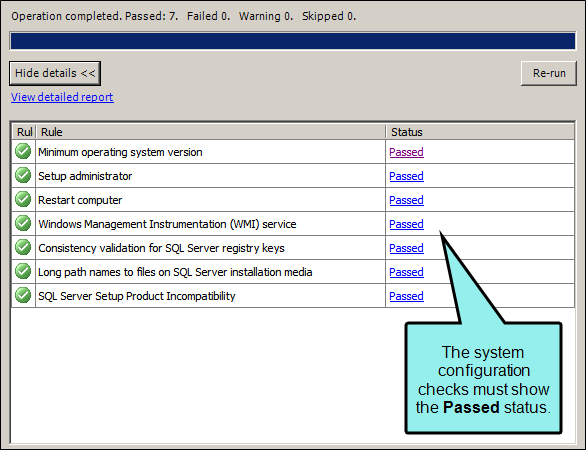 Operation completed. Passed: 7.   Failed 0.   Warning 0.   Skipped 0.
Hide details <<
Re-run
View detailed report
Rul Rule Status
Minimum operating system version Passed
Setup administrator Passed
Restart computer Passed
Windows Management Instrumentation (WMI) service Passed
Consistency validation for SQL Server registry keys Passed
Long path names to files on SQL Server installation media Passed
SQL Server Setup Product Incompatibility Passed
The system
configuration
checks must show
the Passed status.